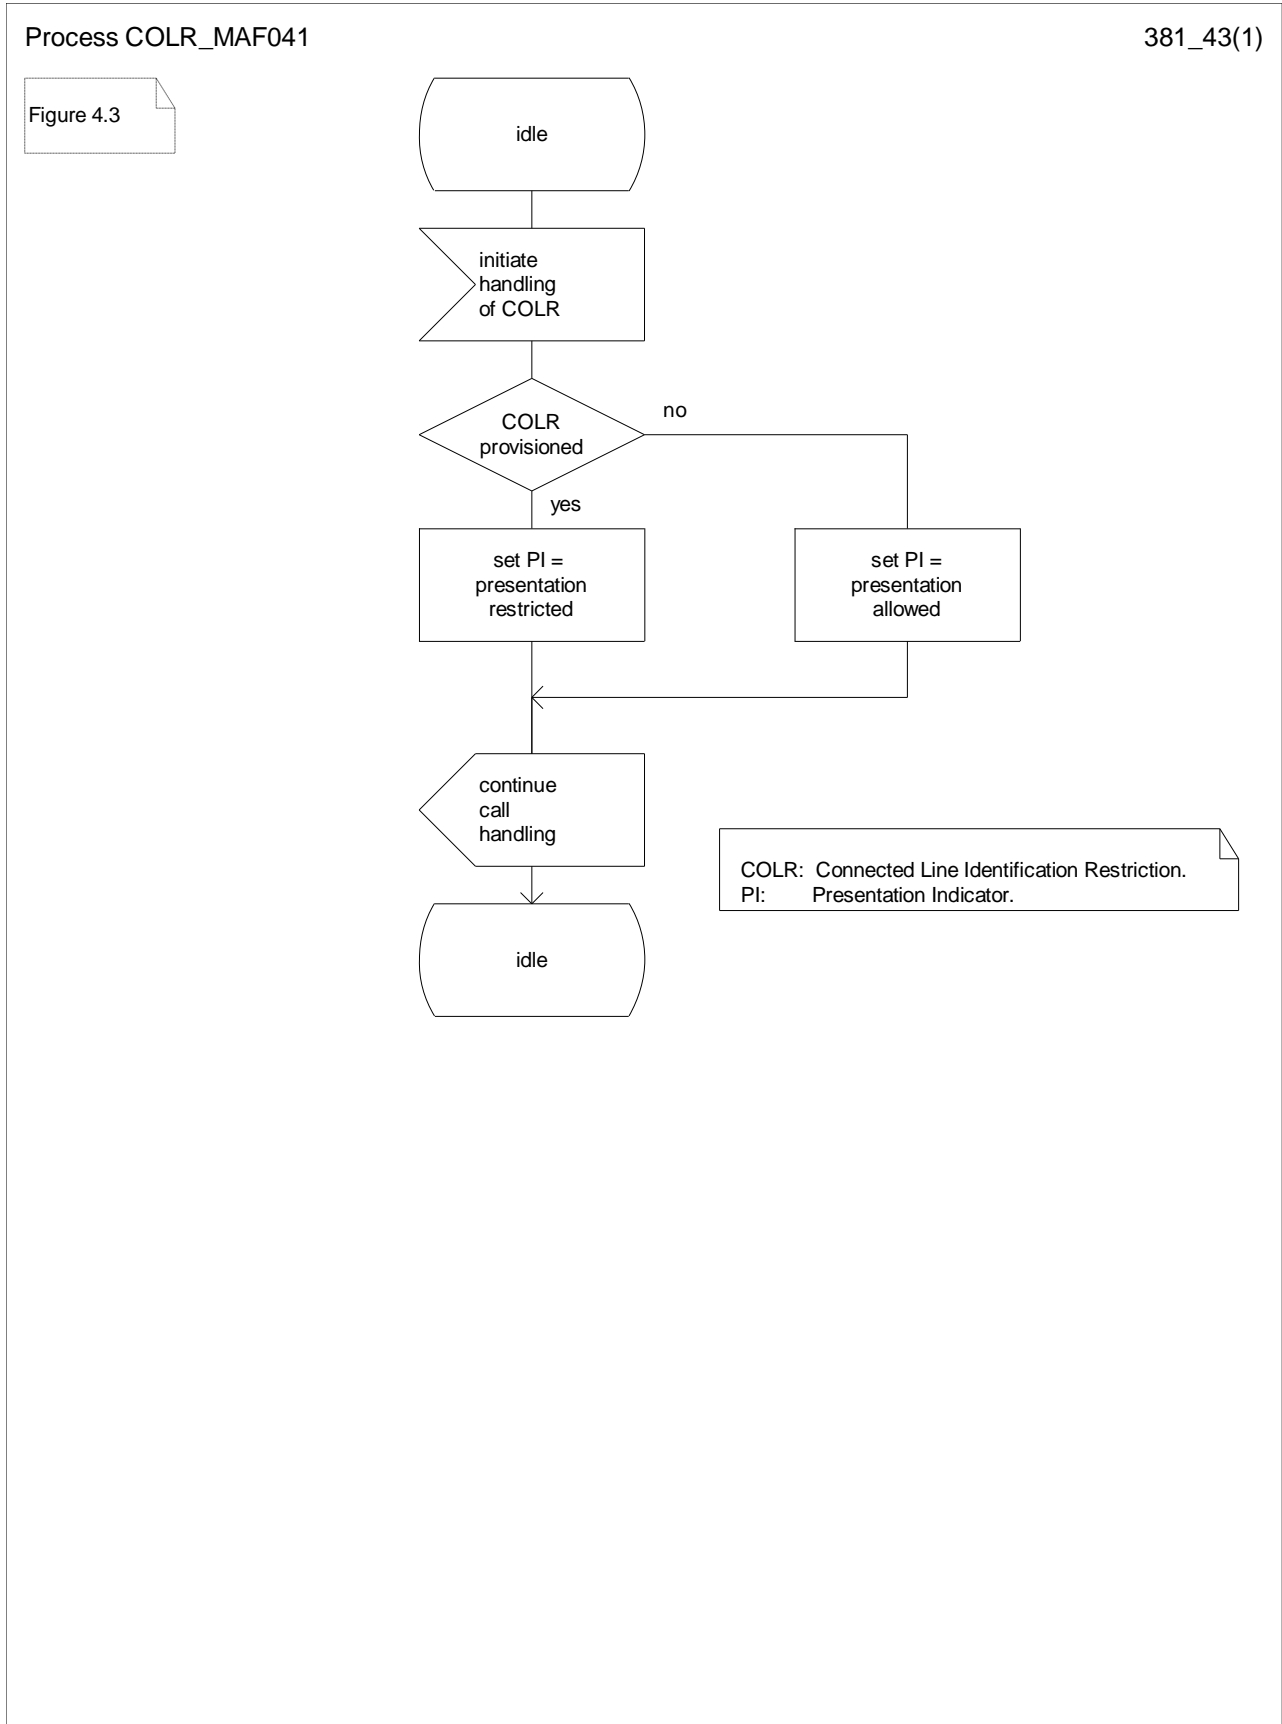 Process COLR_MAF041
381_43(1)
Figure 4.3
idle
initiate
handling
of COLR
COLR
provisioned
no
yes
set PI =
presentation
restricted
set PI =
presentation
allowed
continue
call
handling
COLR: Connected Line Identification Restriction.
PI: Presentation Indicator.
idle